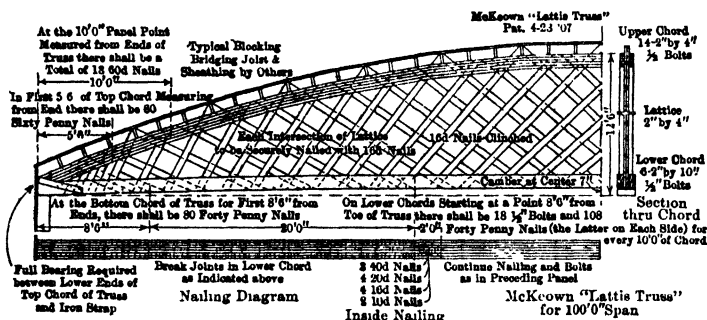 McKeown "Lattis Truss"
Pat. 4-23 '07
At the 10'0" Panel Point
Measured from Ends of
Truss there shall be a
Total of 18 60d Nails
10'0"
Typical Blocking
Bridging Joist &
Sheathing by Others
Upper Chord
14-2" by 4"
½ Bolts
In First 5 6 of Top Chord Measuring
from End there shall be 80
Sixty Penny Nails
Each Intersection of Lattice
to be Securely Nailed with 16d Nails
16d Nails-Clinched
Lattice
2" by 4"
Camber at Center 7"
Lower Chord
6-2" by 10"
½" Bolts
Section
thru Chord
At the Bottom Chord of Truss for First 8'6" from
Ends, there shall be 80 Forty Penny Nails
On Lower Chords Starting at a Point 8'6" from
Toe of Truss there shall be 18 ½" Bolts and 108
Forty Penny Nails (the Latter on Each Side) for
every 10'0" of Chord
20'0"
2'0"
Full Bearing Required
between Lower Ends of
Top Chord of Truss
and Iron Strap
Break Joints in Lower Chord
as Indicated above
Nailing Diagram
3 40d Nails
4 20d Nails
4 16d Nails
2 10d Nails
Inside Nailing
Continue Nailing and Bolts
as in Preceding Panel
McKeown "Lattis Truss"
for 100'0" Span